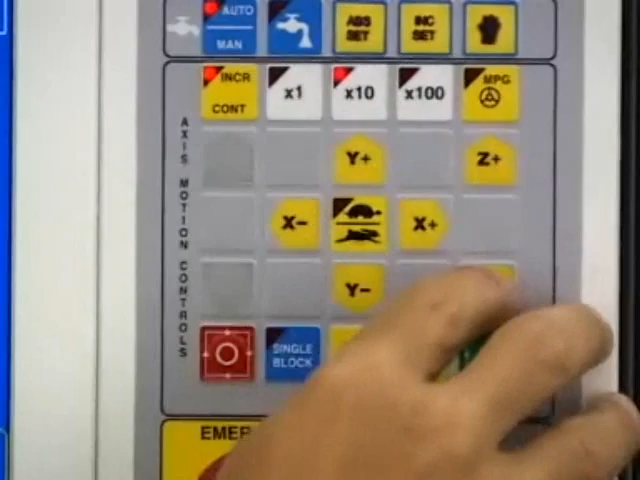 AUTO
MAN
ABS
SET
INC
SET
INCR
CONT
x1
x10
x100
MPG
AXIS MOTION CONTROLS
Y+
Z+
X-
X+
Y-
SINGLE
BLOCK
EMER